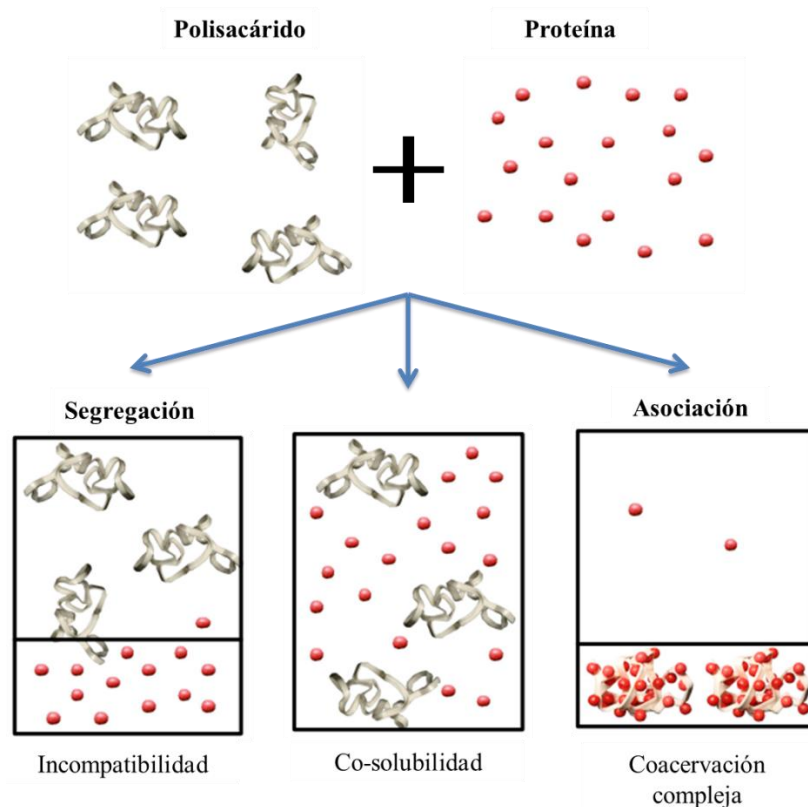 Polisacárido
Proteína
Segregación
Asociación
Incompatibilidad
Co-solubilidad
Coacervación
compleja